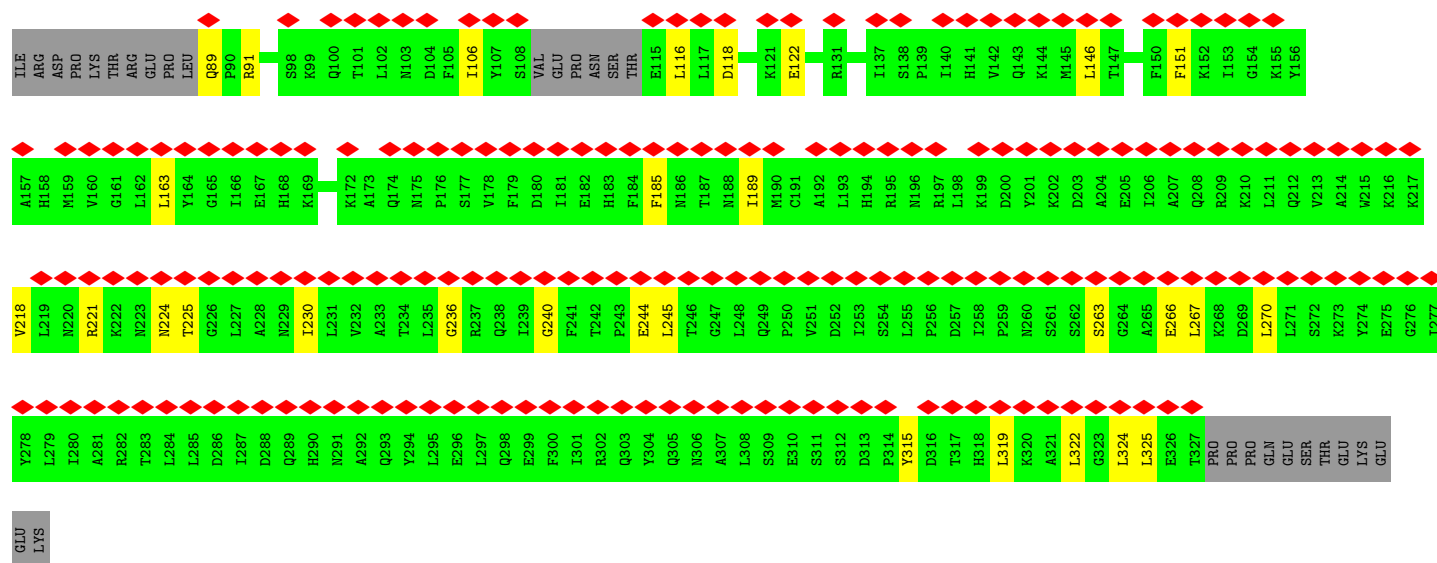 ILE ARG ASP PRO LYS THR ARG GLU PRO LEU Q89 P90 R91 S98 K99 Q100 T101 L102 N103 D104 F105 I106 Y107 S108 VAL GLU PRO ASN SER THR E115 L116 L117 D118 K121 E122 R131 I137 S138 P139 I140 H141 V142 Q143 K144 M145 L146 T147 F150 F151 K152 I153 G154 K155 Y156
A157 H158 M159 V160 G161 L162 L163 Y164 G165 I166 E167 H168 K169 K172 A173 Q174 N175 P176 S177 V178 F179 D180 I181 E182 H183 F184 F185 N186 T187 N188 I189 M190 C191 A192 L193 H194 R195 N196 R197 L198 K199 D200 Y201 K202 D203 A204 E205 I206 A207 Q208 R209 K210 L211 Q212 V213 A214 W215 K216 K217
V218 L219 N220 R221 K222 N223 N224 T225 G226 L227 A228 N229 I230 L231 V232 A233 T234 L235 G236 R237 Q238 I239 G240 F241 T242 P243 E244 L245 T246 G247 L248 Q249 P250 V251 D252 I253 S254 L255 P256 D257 I258 P259 N260 S261 S262 S263 G264 A265 E266 L267 K268 D269 L270 L271 S272 K273 Y274 E275 G276 I277
Y278 L279 I280 A281 R282 T283 L284 L285 D286 I287 D288 Q289 H290 N291 A292 Q293 Y294 L295 E296 L297 Q298 E299 F300 I301 R302 Q303 Y304 Q305 N306 A307 L308 S309 E310 S311 S312 D313 P314 Y315 D316 T317 H318 L319 K320 A321 L322 G323 L324 L325 E326 T327 PRO PRO PRO GLN GLU SER THR GLU LYS GLU
GLU LYS